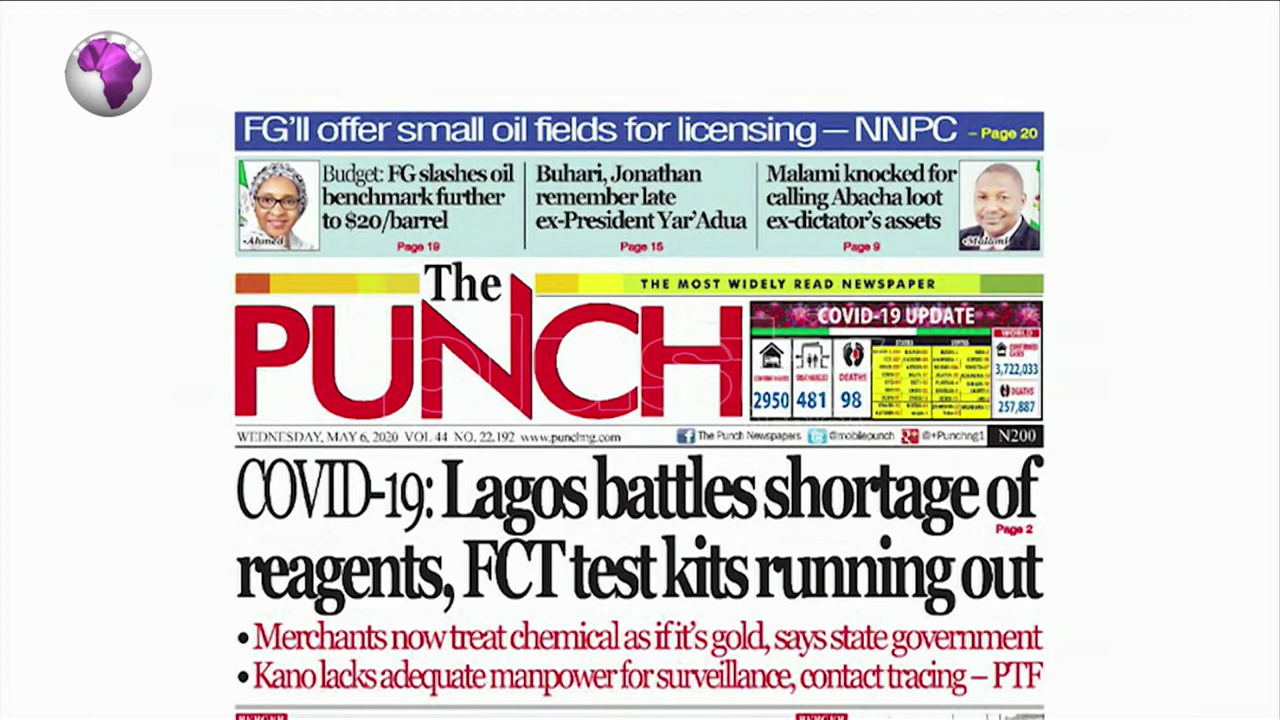 FG'll offer small oil fields for licensing – NNPC – Page 20
Budget: FG slashes oil
benchmark further
to $20/barrel
Page 19
•Ahmed
Buhari, Jonathan
remember late
ex-President Yar'Adua
Page 15
Malami knocked for
calling Abacha loot
ex-dictator's assets
Page 9
•Malami
The
PUNCH
THE MOST WIDELY READ NEWSPAPER
COVID-19 UPDATE
DISCHARGED
DEATHS
2950 481 98
WORLD
CONFIRMED
CASES
3,722,033
DEATHS
257,887
WEDNESDAY, MAY 6, 2020 VOL. 44 NO. 22,192 www.punchng.com
The Punch Newspapers @mobilepunch g+ @+Punchng1 N200
COVID-19: Lagos battles shortage of
Page 2
reagents, FCT test kits running out
• Merchants now treat chemical as if it's gold, says state government
• Kano lacks adequate manpower for surveillance, contact tracing – PTF